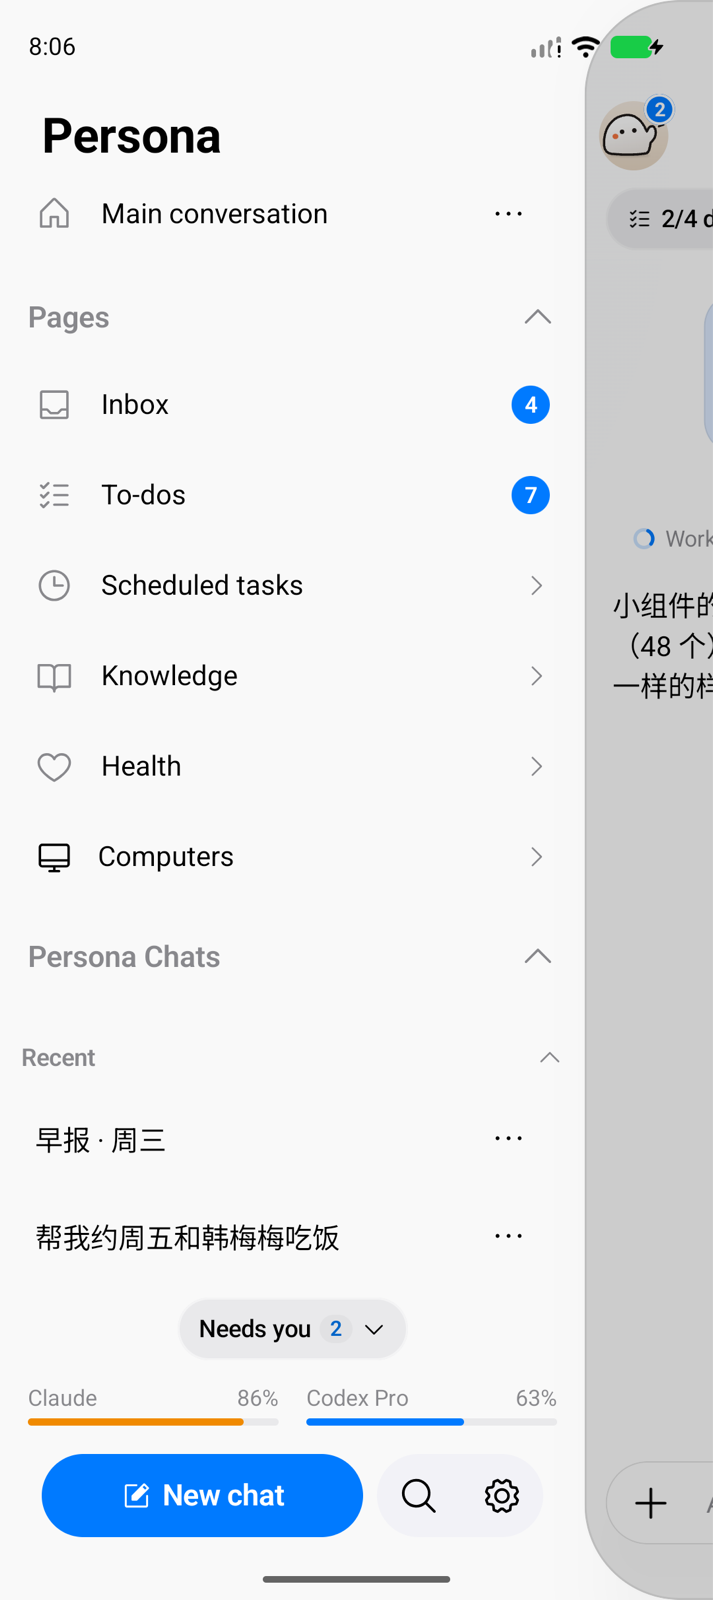 8:06
Persona
2
Main conversation
2/4 d
Pages
Inbox
4
To-dos
7
Work
Scheduled tasks
小组件的
（48 个）
Knowledge
一样的样
Health
Computers
Persona Chats
Recent
早报 · 周三
帮我约周五和韩梅梅吃饭
Needs you 2
Claude 86% Codex Pro 63%
New chat